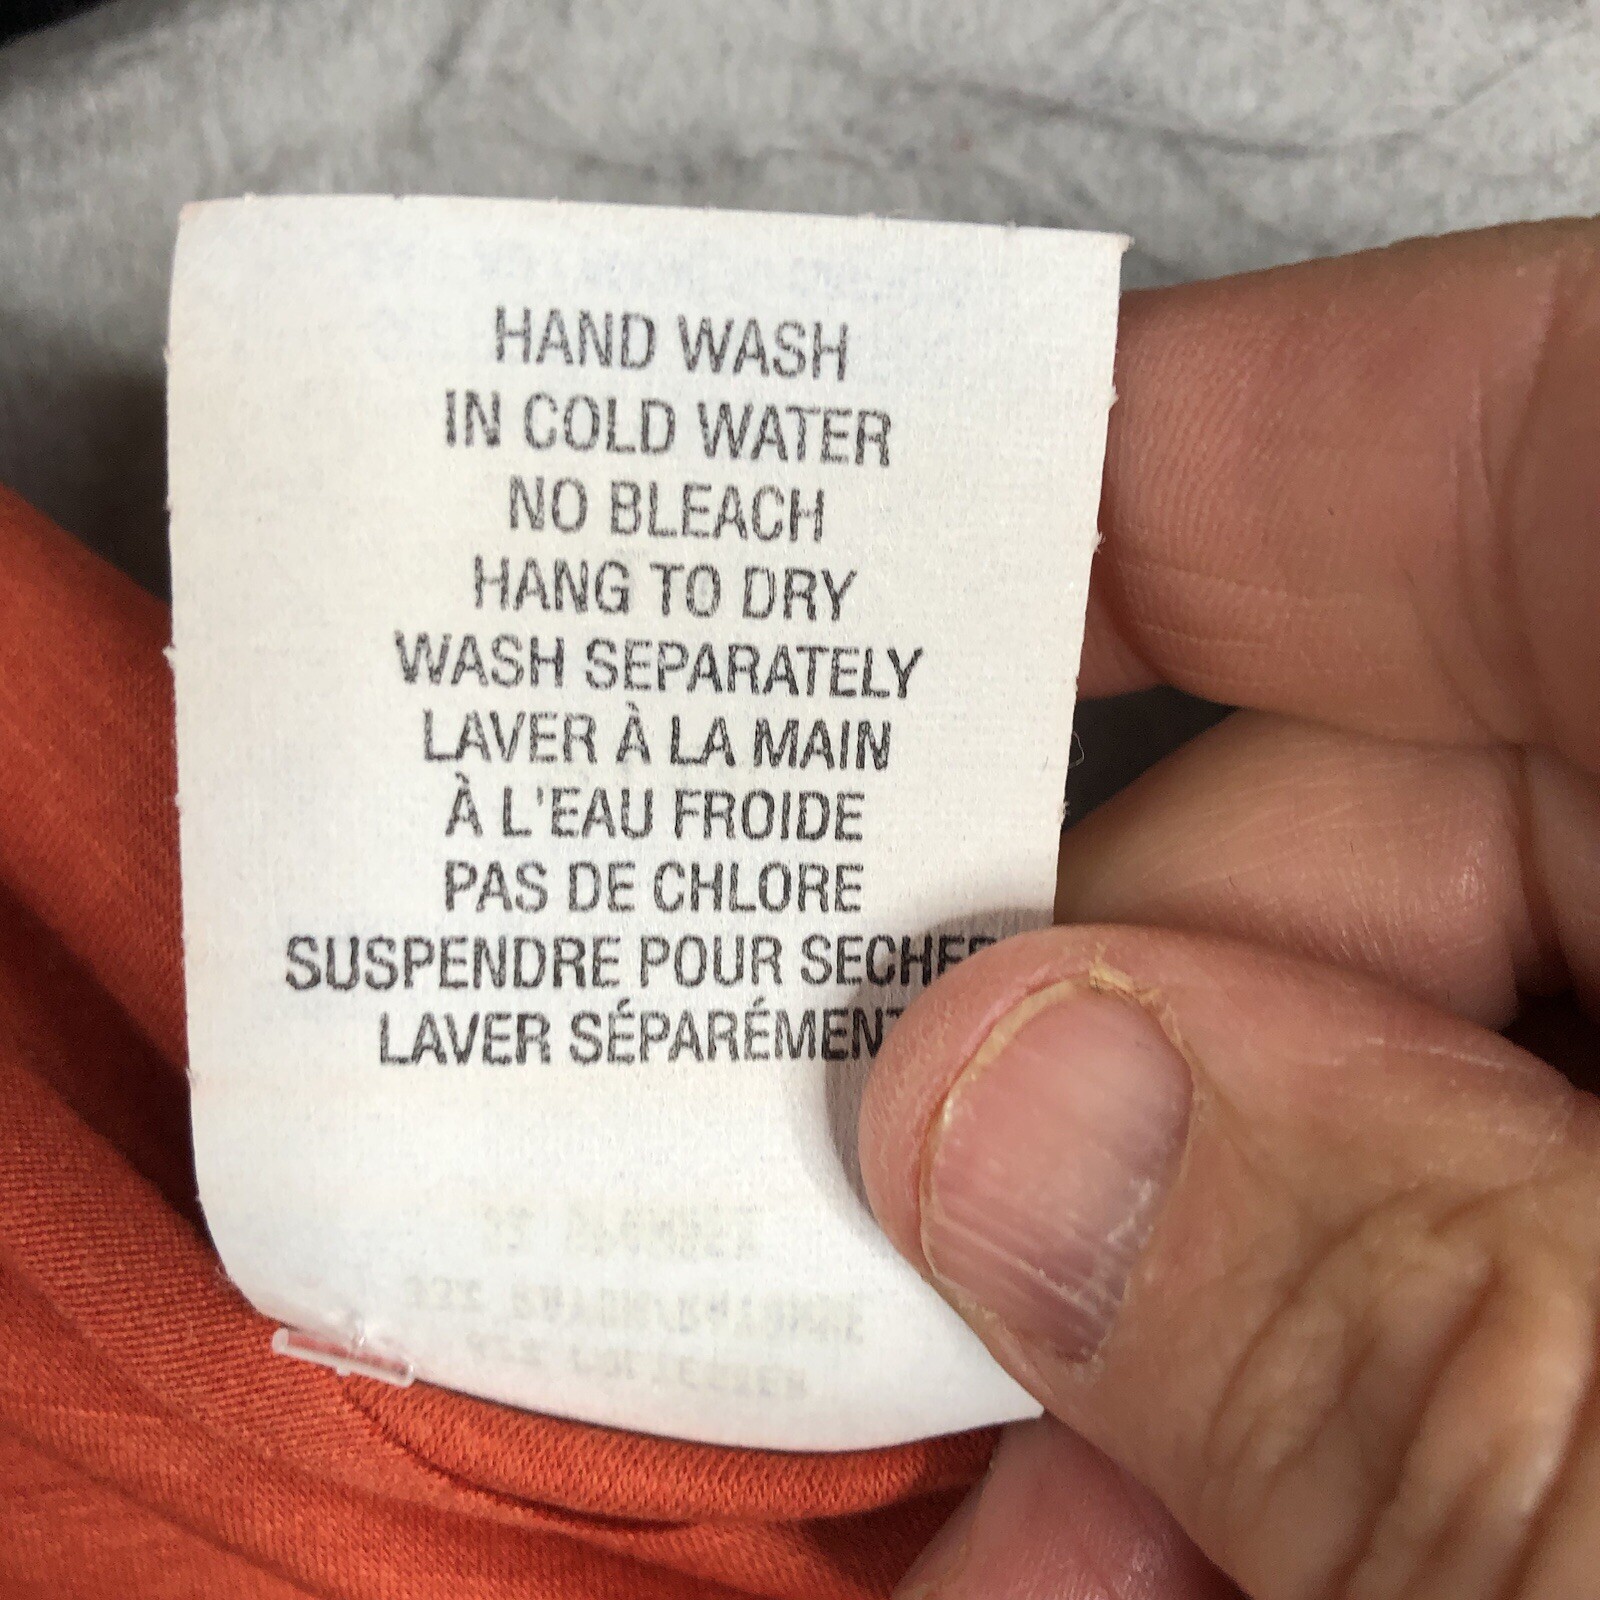 HAND WASH
IN COLD WATER
NO BLEACH
HANG TO DRY
WASH SEPARATELY
LAVER À LA MAIN
À L'EAU FROIDE
PAS DE CHLORE
SUSPENDRE POUR SECHER
LAVER SÉPARÉMENT